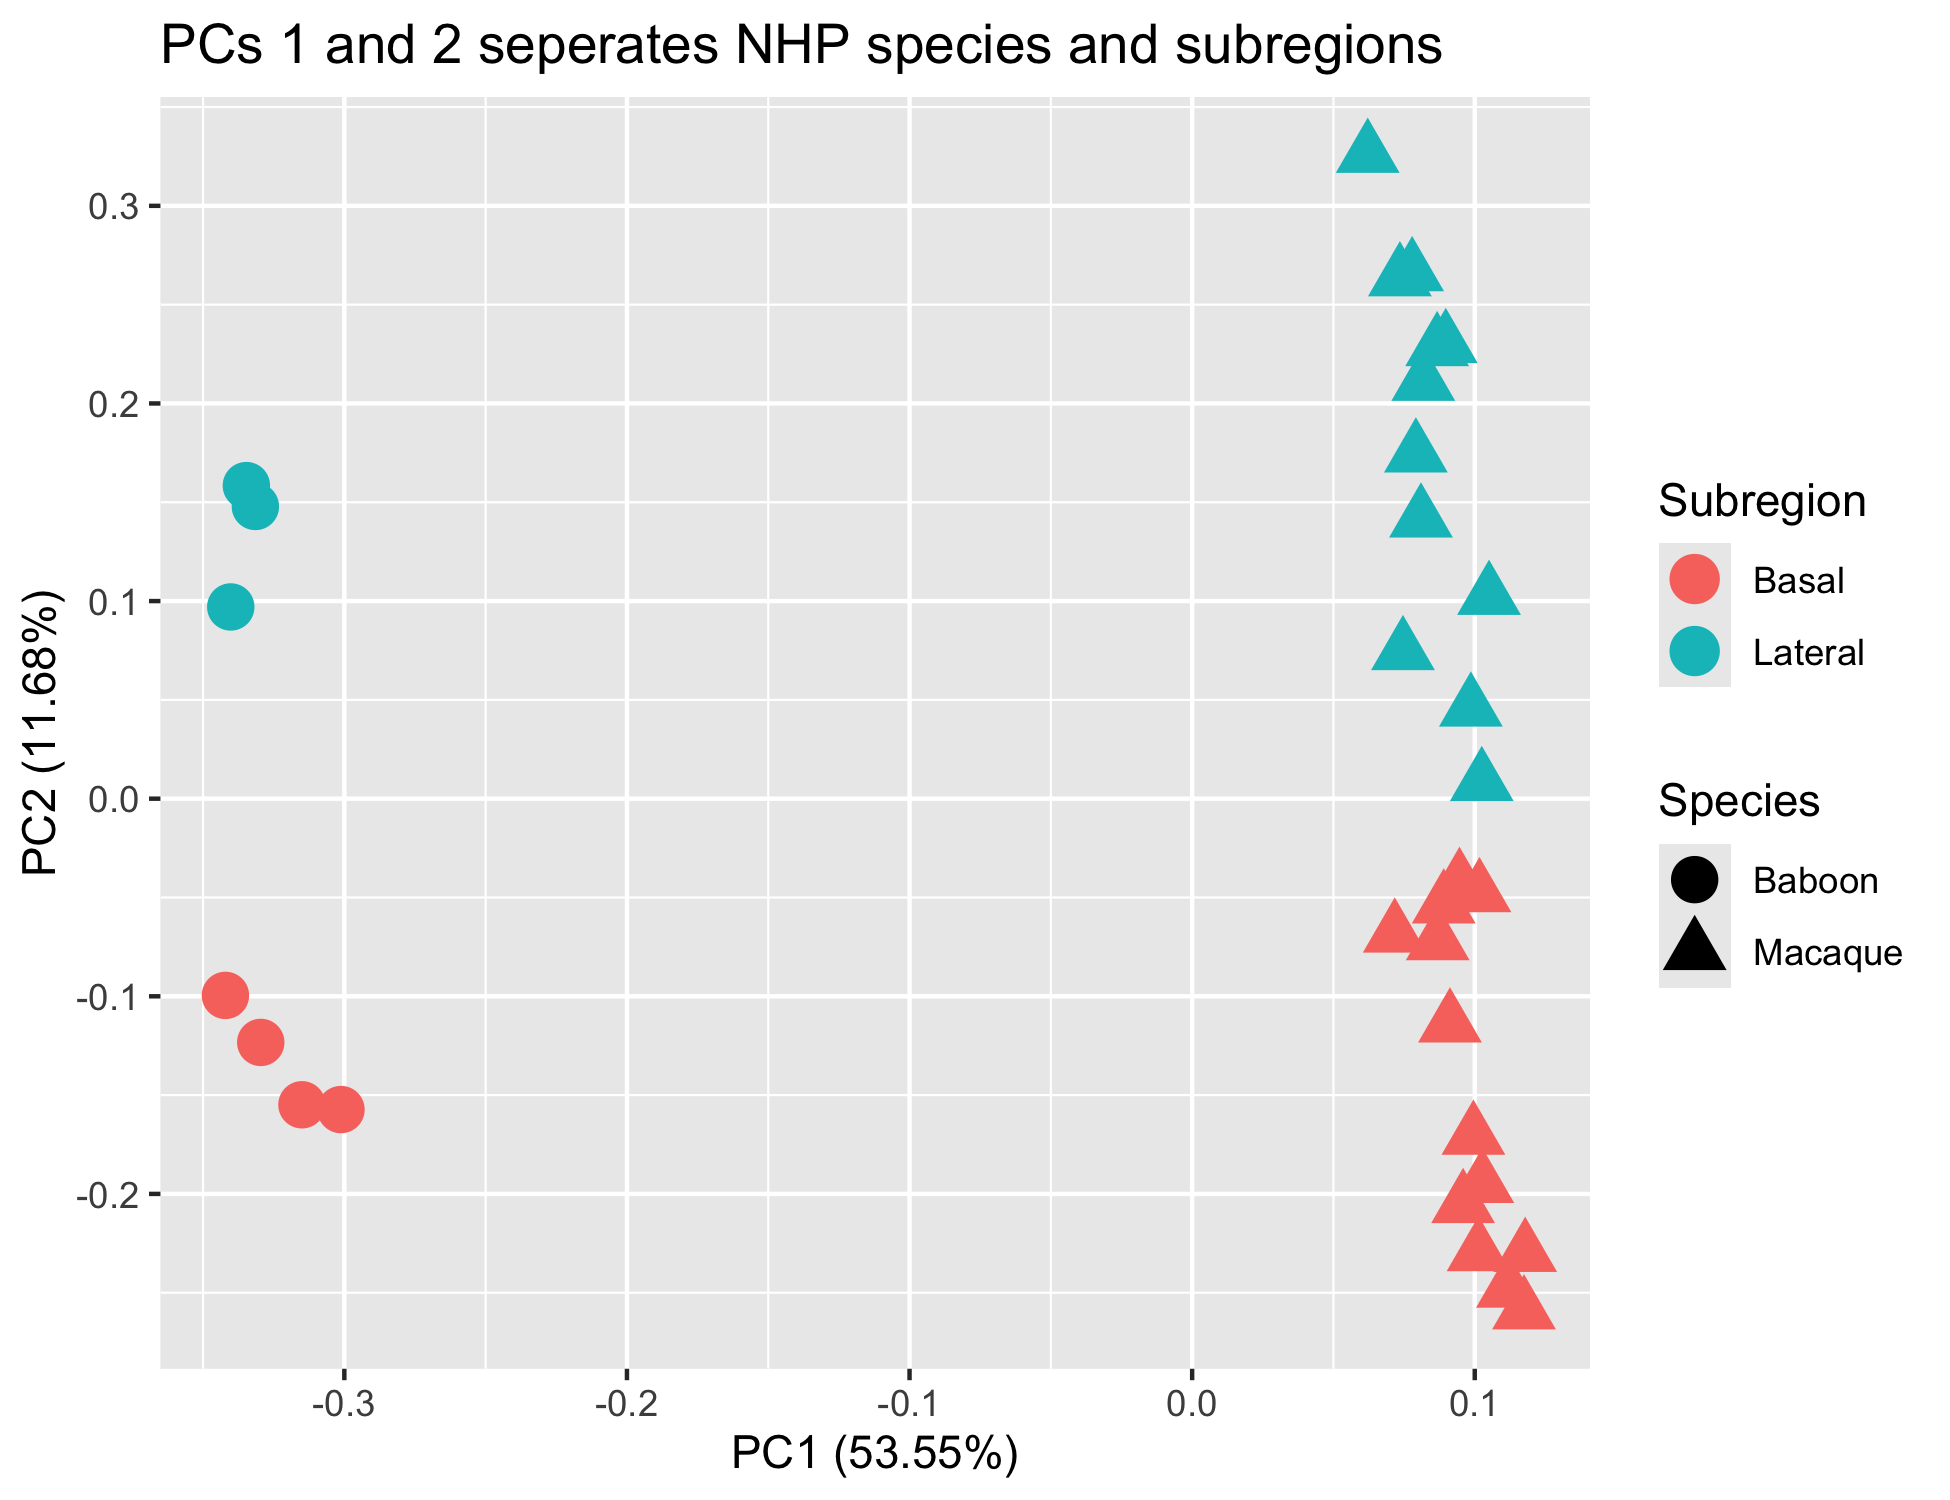 PCs 1 and 2 seperates NHP species and subregions
0.3
0.2
0.1
0.0
-0.1
-0.2
PC2 (11.68%)
-0.3
-0.2
-0.1
0.0
0.1
PC1 (53.55%)
Subregion
Basal
Lateral
Species
Baboon
Macaque